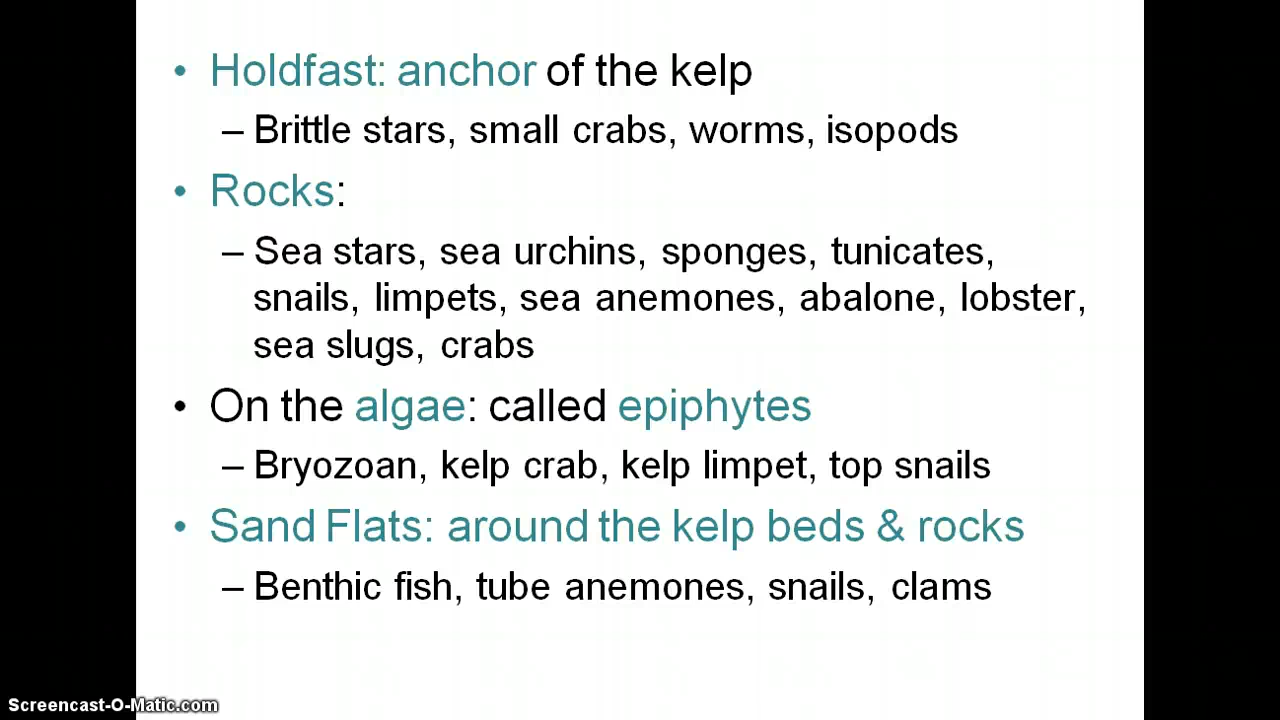 • Holdfast: anchor of the kelp
– Brittle stars, small crabs, worms, isopods
• Rocks:
– Sea stars, sea urchins, sponges, tunicates,
snails, limpets, sea anemones, abalone, lobster,
sea slugs, crabs
• On the algae: called epiphytes
– Bryozoan, kelp crab, kelp limpet, top snails
• Sand Flats: around the kelp beds & rocks
– Benthic fish, tube anemones, snails, clams
Screencast-O-Matic.com